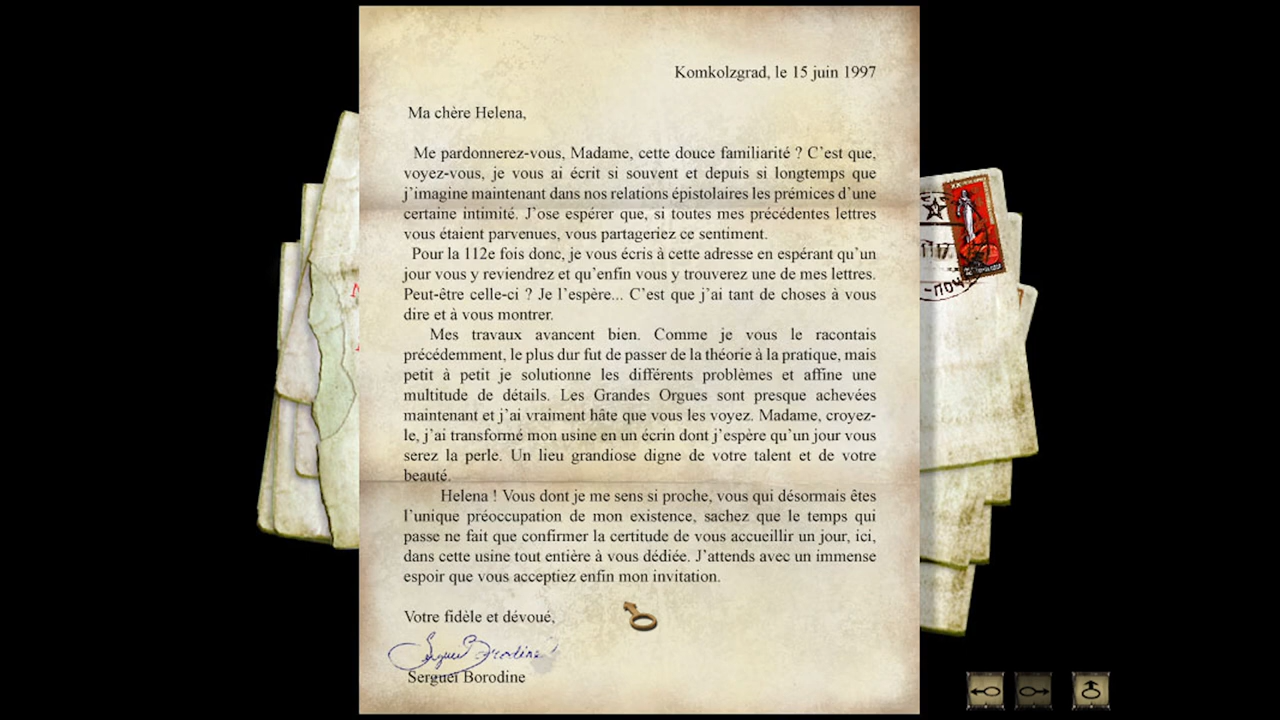 Komkolzgrad, le 15 juin 1997
Ma chère Helena,
Me pardonnerez-vous, Madame, cette douce familiarité ? C'est que,
voyez-vous, je vous ai écrit si souvent et depuis si longtemps que
j'imagine maintenant dans nos relations épistolaires les prémices d'une
certaine intimité. J'ose espérer que, si toutes mes précédentes lettres
vous étaient parvenues, vous partageriez ce sentiment.
Pour la 112e fois donc, je vous écris à cette adresse en espérant qu'un
jour vous y reviendrez et qu'enfin vous y trouverez une de mes lettres.
Peut-être celle-ci ? Je l'espère... C'est que j'ai tant de choses à vous
dire et à vous montrer.
Mes travaux avancent bien. Comme je vous le racontais
précédemment, le plus dur fut de passer de la théorie à la pratique, mais
petit à petit je solutionne les différents problèmes et affine une
multitude de détails. Les Grandes Orgues sont presque achevées
maintenant et j'ai vraiment hâte que vous les voyez. Madame, croyez-
le, j'ai transformé mon usine en un écrin dont j'espère qu'un jour vous
serez la perle. Un lieu grandiose digne de votre talent et de votre
beauté.
Helena ! Vous dont je me sens si proche, vous qui désormais êtes
l'unique préoccupation de mon existence, sachez que le temps qui
passe ne fait que confirmer la certitude de vous accueillir un jour, ici,
dans cette usine tout entière à vous dédiée. J'attends avec un immense
espoir que vous acceptiez enfin mon invitation.
Votre fidèle et dévoué,
Serguei Borodine
Sergueï Borodine